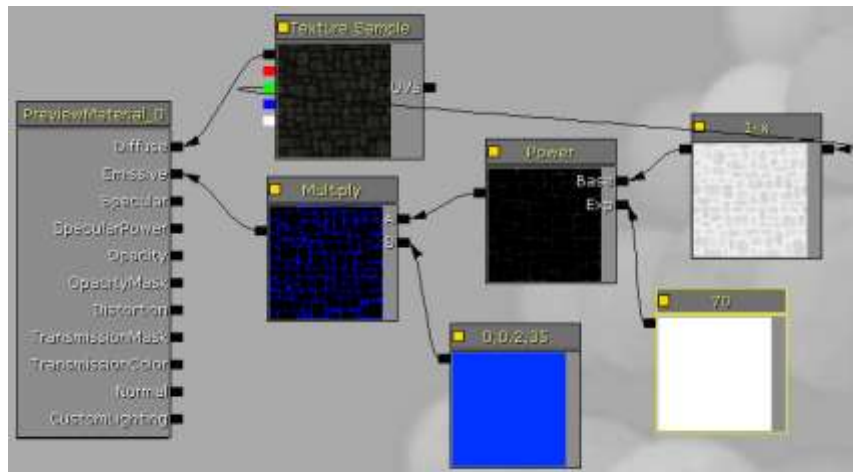 Texture Sample
UVs
PreviewMaterial_0
Diffuse
Emissive
Specular
SpecularPower
Opacity
OpacityMask
Distortion
TransmissionMask
TransmissionColor
Normal
CustomLighting
Multiply
A
B
Power
Base
Exp
1-x
0,0.2,35
70